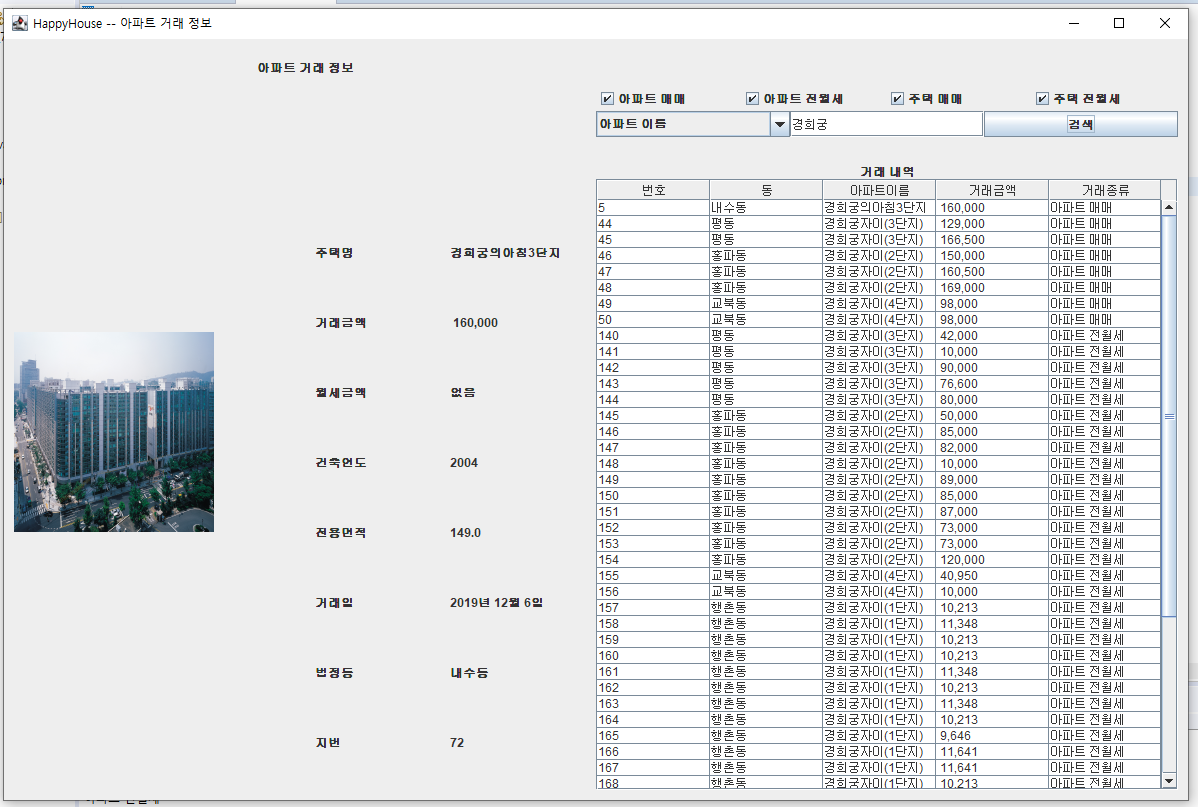 HappyHouse -- 아파트 거래 정보
아파트 거래 정보
아파트 매매 아파트 전월세 주택 매매 주택 전월세
아파트 이름 경희궁 검색
거래 내역
번호 동 아파트이름 거래금액 거래종류
5 내수동 경희궁의아침3단지 160,000 아파트 매매
44 평동 경희궁자이(3단지) 129,000 아파트 매매
45 평동 경희궁자이(3단지) 166,500 아파트 매매
46 홍파동 경희궁자이(2단지) 150,000 아파트 매매
47 홍파동 경희궁자이(2단지) 160,500 아파트 매매
48 홍파동 경희궁자이(2단지) 169,000 아파트 매매
49 교북동 경희궁자이(4단지) 98,000 아파트 매매
50 교북동 경희궁자이(4단지) 98,000 아파트 매매
140 평동 경희궁자이(3단지) 42,000 아파트 전월세
141 평동 경희궁자이(3단지) 10,000 아파트 전월세
142 평동 경희궁자이(3단지) 90,000 아파트 전월세
143 평동 경희궁자이(3단지) 76,600 아파트 전월세
144 평동 경희궁자이(3단지) 80,000 아파트 전월세
145 홍파동 경희궁자이(2단지) 50,000 아파트 전월세
146 홍파동 경희궁자이(2단지) 85,000 아파트 전월세
147 홍파동 경희궁자이(2단지) 82,000 아파트 전월세
148 홍파동 경희궁자이(2단지) 10,000 아파트 전월세
149 홍파동 경희궁자이(2단지) 89,000 아파트 전월세
150 홍파동 경희궁자이(2단지) 85,000 아파트 전월세
151 홍파동 경희궁자이(2단지) 87,000 아파트 전월세
152 홍파동 경희궁자이(2단지) 73,000 아파트 전월세
153 홍파동 경희궁자이(2단지) 73,000 아파트 전월세
154 홍파동 경희궁자이(2단지) 120,000 아파트 전월세
155 교북동 경희궁자이(4단지) 40,950 아파트 전월세
156 교북동 경희궁자이(4단지) 10,000 아파트 전월세
157 행촌동 경희궁자이(1단지) 10,213 아파트 전월세
158 행촌동 경희궁자이(1단지) 11,348 아파트 전월세
159 행촌동 경희궁자이(1단지) 10,213 아파트 전월세
160 행촌동 경희궁자이(1단지) 10,213 아파트 전월세
161 행촌동 경희궁자이(1단지) 11,348 아파트 전월세
162 행촌동 경희궁자이(1단지) 10,213 아파트 전월세
163 행촌동 경희궁자이(1단지) 11,348 아파트 전월세
164 행촌동 경희궁자이(1단지) 10,213 아파트 전월세
165 행촌동 경희궁자이(1단지) 9,646 아파트 전월세
166 행촌동 경희궁자이(1단지) 11,641 아파트 전월세
167 행촌동 경희궁자이(1단지) 11,641 아파트 전월세
168 행촌동 경희궁자이(1단지) 10,213 아파트 전월세
주택명 경희궁의아침3단지
거래금액 160,000
월세금액 없음
건축연도 2004
전용면적 149.0
거래일 2019년 12월 6일
법정동 내수동
지번 72